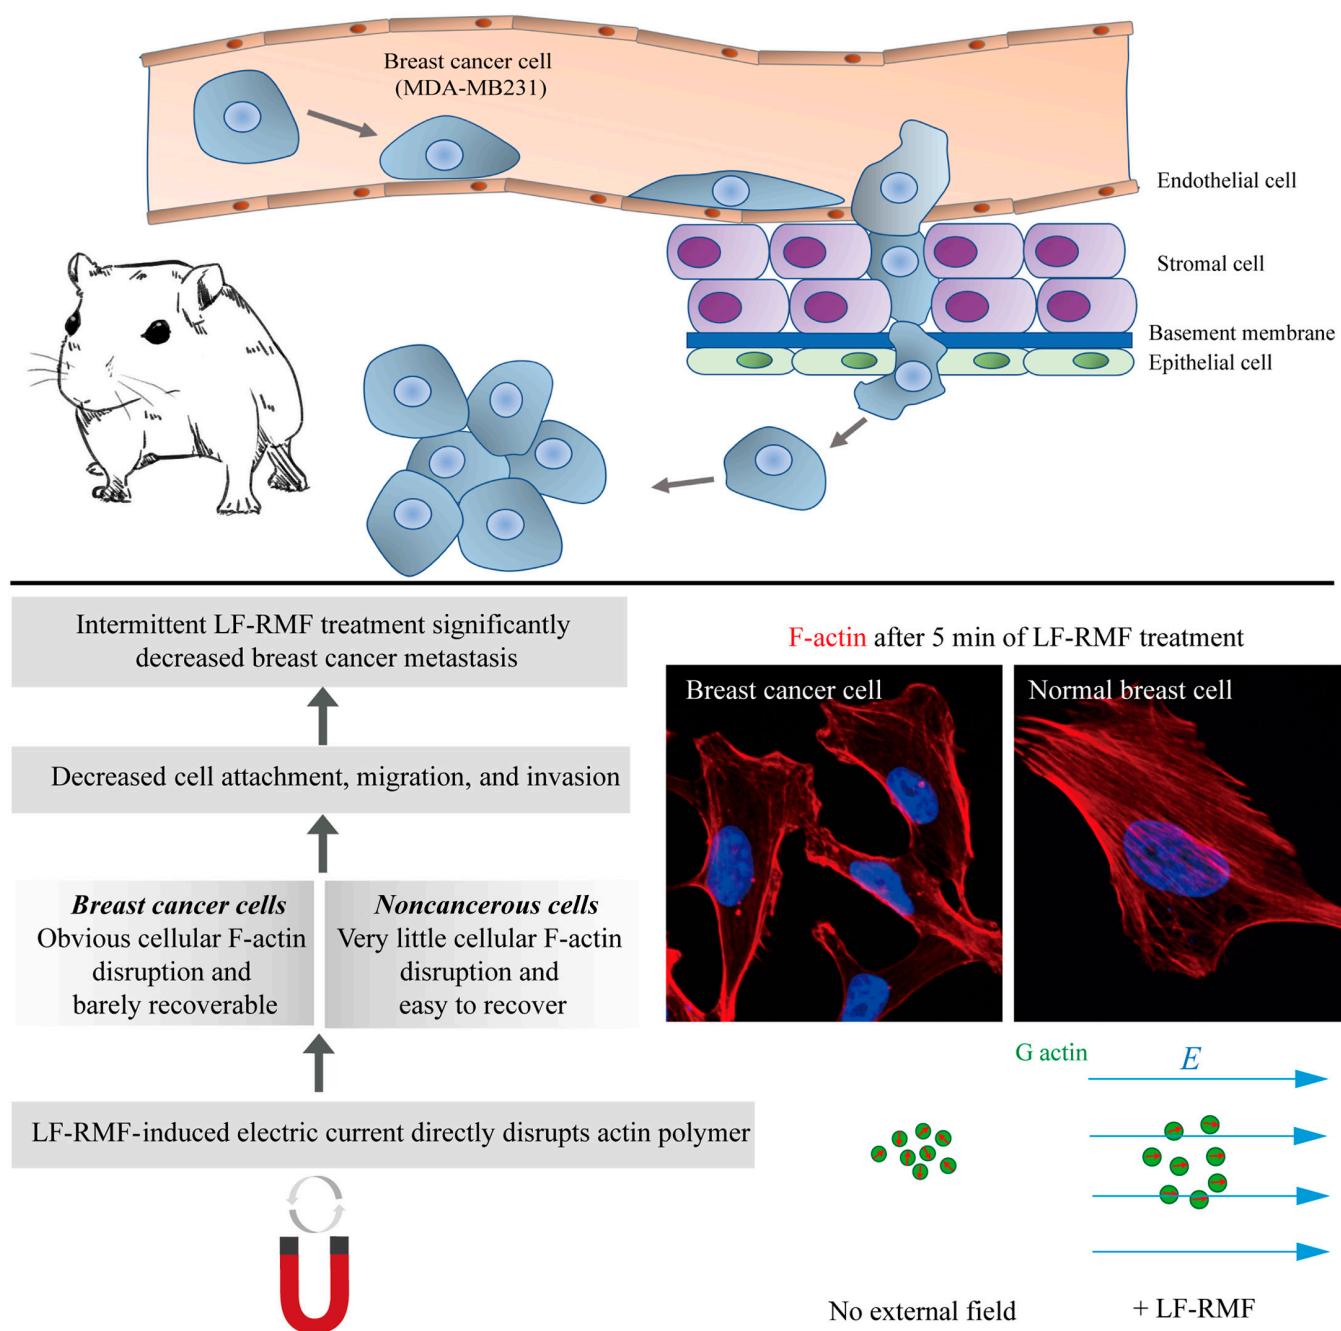 Breast cancer cell
(MDA-MB231)
Endothelial cell
Stromal cell
Basement membrane
Epithelial cell
Intermittent LF-RMF treatment significantly
decreased breast cancer metastasis
Decreased cell attachment, migration, and invasion
Breast cancer cells
Obvious cellular F-actin
disruption and
barely recoverable
Noncancerous cells
Very little cellular F-actin
disruption and
easy to recover
LF-RMF-induced electric current directly disrupts actin polymer
F-actin after 5 min of LF-RMF treatment
Breast cancer cell
Normal breast cell
G actin
E
No external field
+ LF-RMF